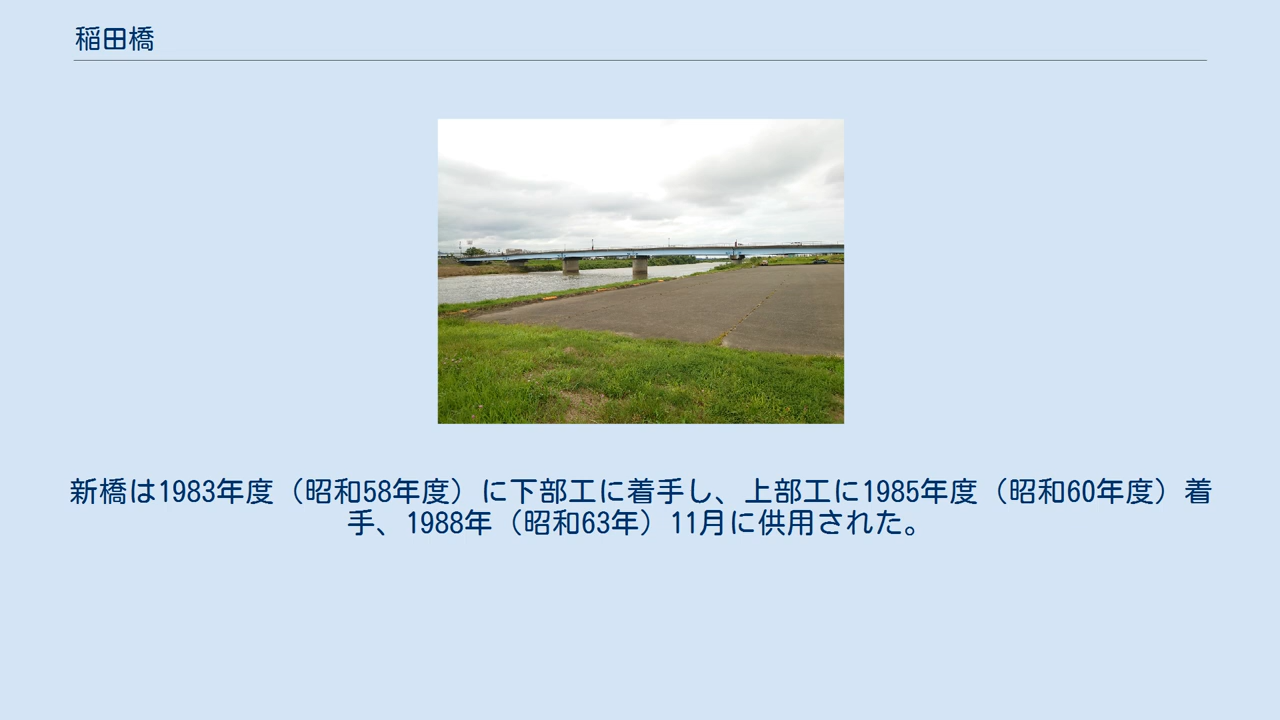 稲田橋
新橋は1983年度（昭和58年度）に下部工に着手し、上部工に1985年度（昭和60年度）着
手、1988年（昭和63年）11月に供用された。